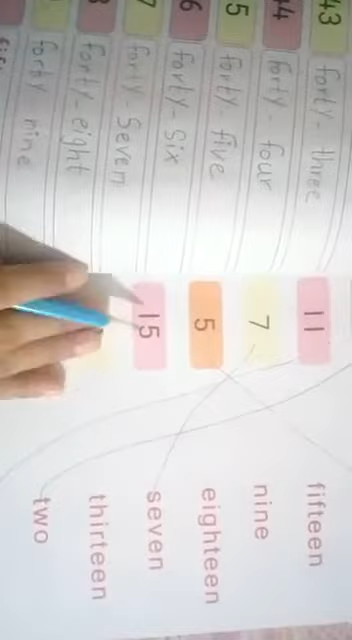 43 forty-three
44 forty-four
45 forty-five
46 forty-Six
47 forty-Seven
48 forty-eight
forty nine
11 fifteen
7 nine
5 eighteen
15 seven
thirteen
two